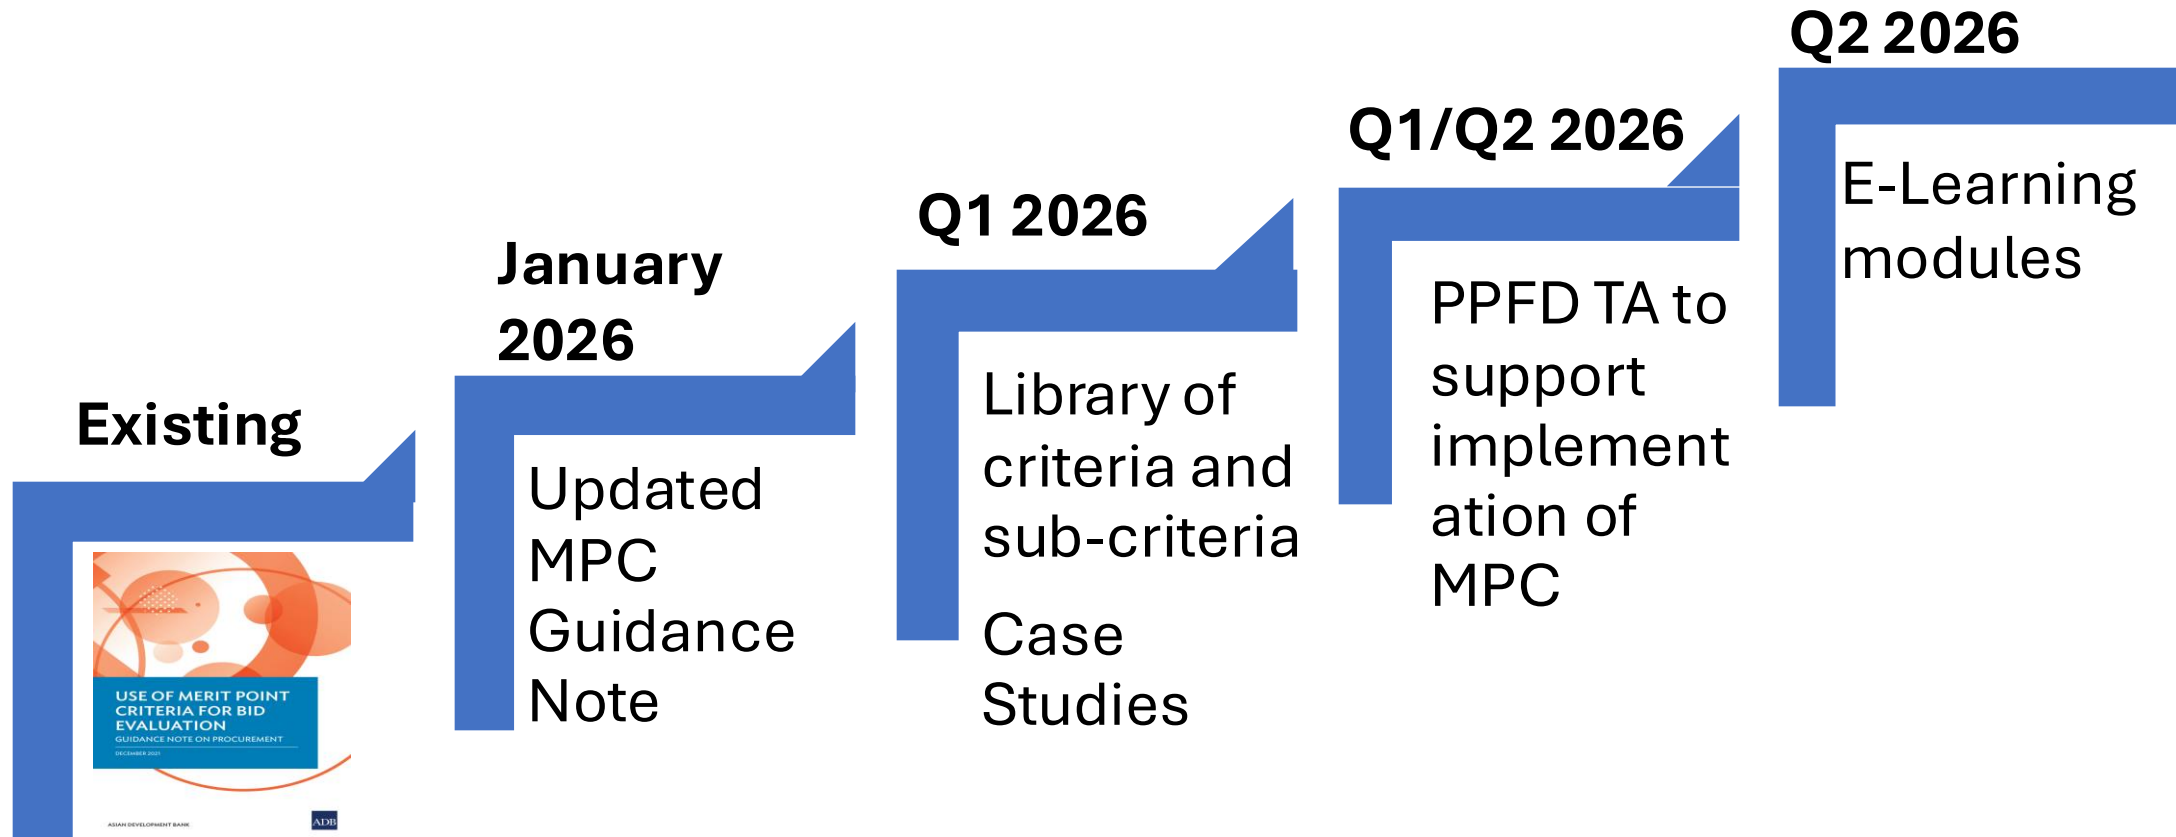 Existing
USE OF MERIT POINT
CRITERIA FOR BID
EVALUATION
GUIDANCE NOTE ON PROCUREMENT
DECEMBER 2021
ASIAN DEVELOPMENT BANK
ADB
January
2026
Updated
MPC
Guidance
Note
Q1 2026
Library of
criteria and
sub-criteria
Case
Studies
Q1/Q2 2026
PPFD TA to
support
implement
ation of
MPC
Q2 2026
E-Learning
modules